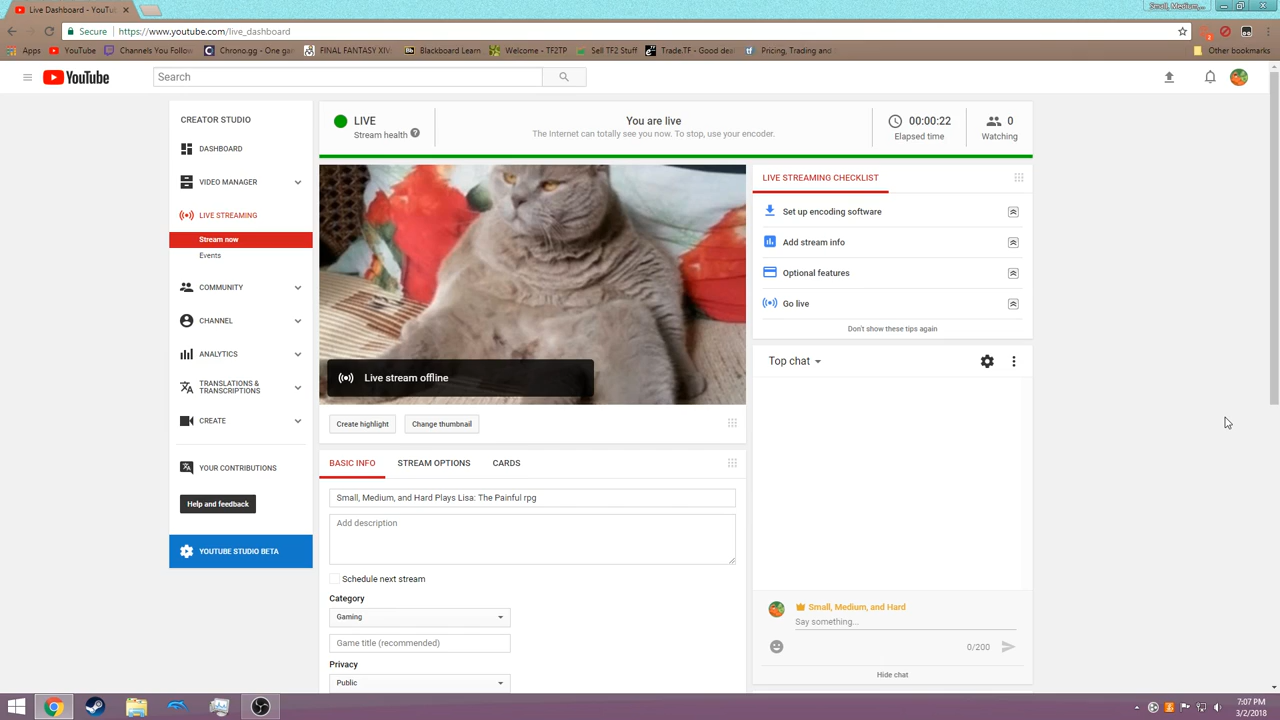 Live Dashboard - YouTu
Small, Medium,...
Secure
https://www.youtube.com/live_dashboard
Apps
YouTube
Channels You Follow
Chrono.gg - One gam
FINAL FANTASY XIV,
Blackboard Learn
Welcome - TF2TP
Sell TF2 Stuff
Trade.TF - Good deal
Pricing, Trading and
Other bookmarks
YouTube
Search
CREATOR STUDIO
DASHBOARD
VIDEO MANAGER
LIVE STREAMING
Stream now
Events
COMMUNITY
CHANNEL
ANALYTICS
TRANSLATIONS &
TRANSCRIPTIONS
CREATE
YOUR CONTRIBUTIONS
Help and feedback
YOUTUBE STUDIO BETA
LIVE
Stream health
You are live
The Internet can totally see you now. To stop, use your encoder.
00:00:22
Elapsed time
0
Watching
Live stream offline
Create highlight
Change thumbnail
BASIC INFO
STREAM OPTIONS
CARDS
Small, Medium, and Hard Plays Lisa: The Painful rpg
Add description
Schedule next stream
Category
Gaming
Game title (recommended)
Privacy
Public
LIVE STREAMING CHECKLIST
Set up encoding software
Add stream info
Optional features
Go live
Don't show these tips again
Top chat
Small, Medium, and Hard
Say something...
0/200
Hide chat
7:07 PM
3/2/2018